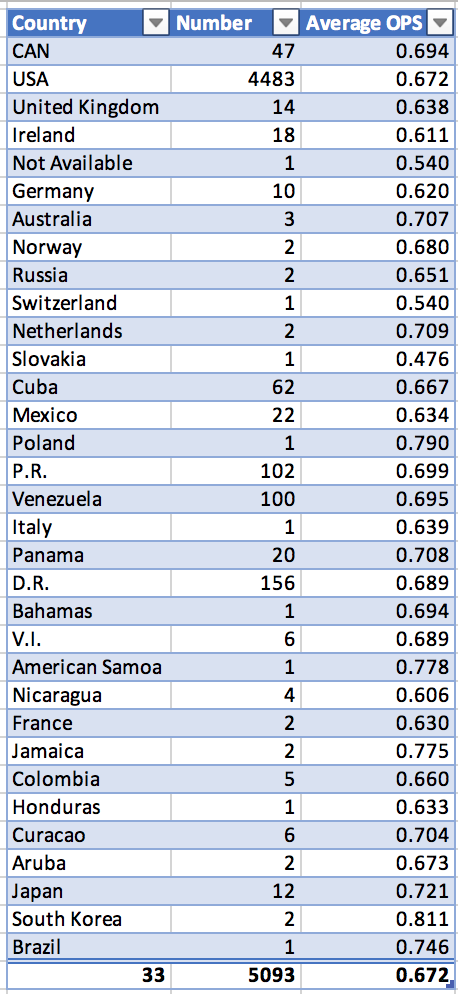 Country Number Average OPS
CAN 47 0.694
USA 4483 0.672
United Kingdom 14 0.638
Ireland 18 0.611
Not Available 1 0.540
Germany 10 0.620
Australia 3 0.707
Norway 2 0.680
Russia 2 0.651
Switzerland 1 0.540
Netherlands 2 0.709
Slovakia 1 0.476
Cuba 62 0.667
Mexico 22 0.634
Poland 1 0.790
P.R. 102 0.699
Venezuela 100 0.695
Italy 1 0.639
Panama 20 0.708
D.R. 156 0.689
Bahamas 1 0.694
V.I. 6 0.689
American Samoa 1 0.778
Nicaragua 4 0.606
France 2 0.630
Jamaica 2 0.775
Colombia 5 0.660
Honduras 1 0.633
Curacao 6 0.704
Aruba 2 0.673
Japan 12 0.721
South Korea 2 0.811
Brazil 1 0.746
33 5093 0.672